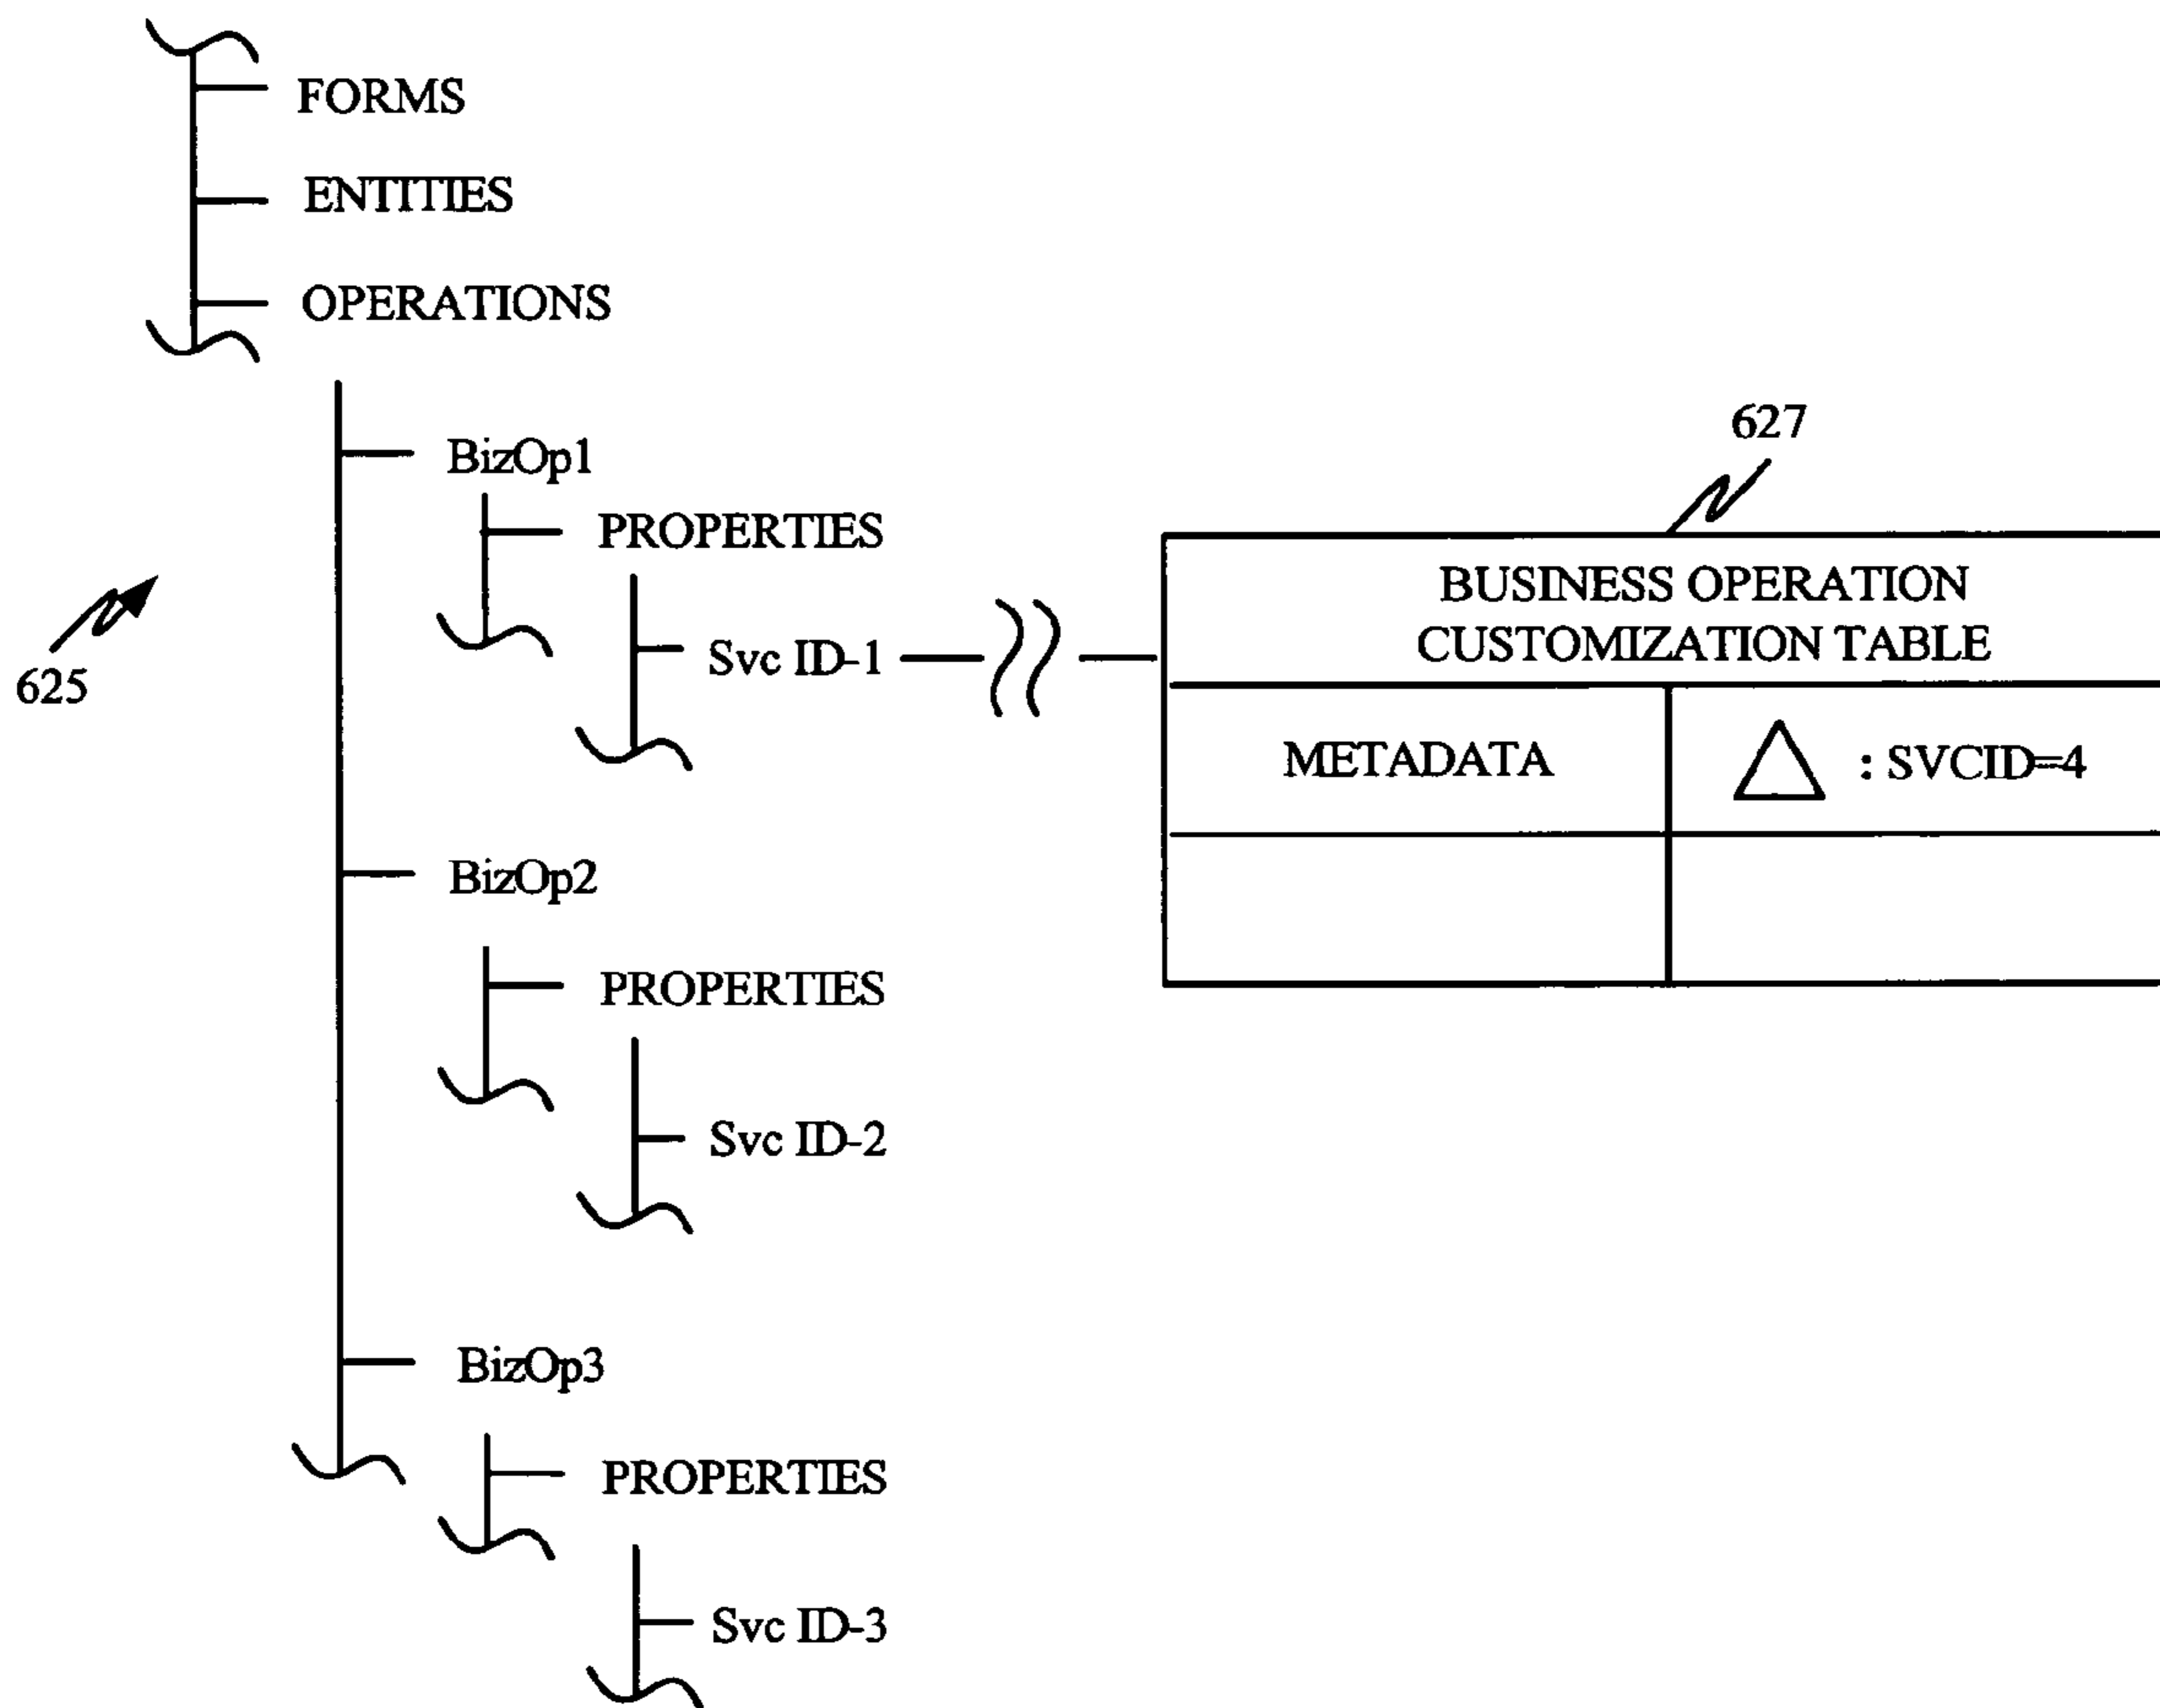 FORMS
ENTITIES
OPERATIONS
BizOp1
PROPERTIES
Svc ID-1
BizOp2
PROPERTIES
Svc ID-2
BizOp3
PROPERTIES
Svc ID-3
625
627
BUSINESS OPERATION
CUSTOMIZATION TABLE
METADATA
: SVCID=4